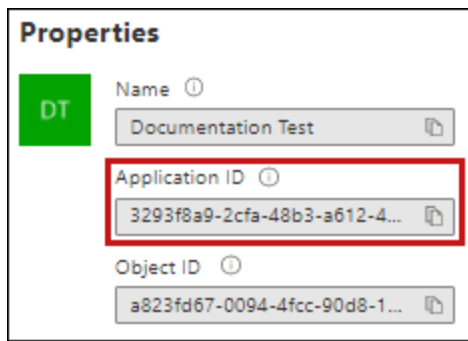 Properties
DT
Name
Documentation Test
Application ID
3293f8a9-2cfa-48b3-a612-4...
Object ID
a823fd67-0094-4fcc-90d8-1...